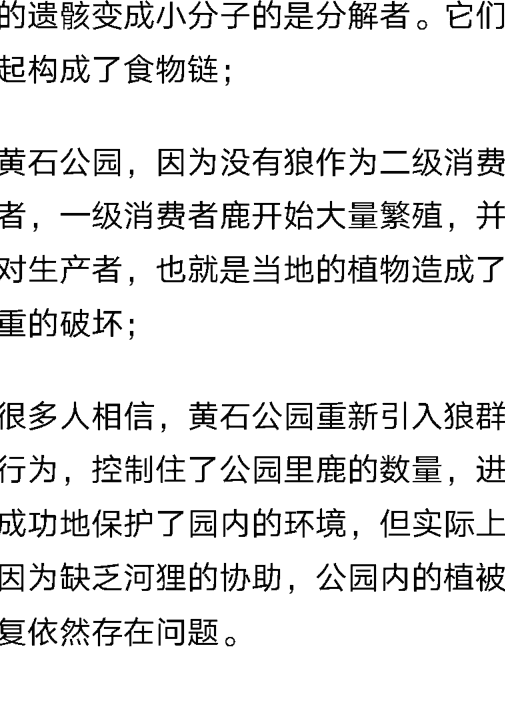 的遗骸变成小分子的是分解者。它们
起构成了食物链；
黄石公园，因为没有狼作为二级消费
者，一级消费者鹿开始大量繁殖，并
对生产者，也就是当地的植物造成了
重的破坏；
很多人相信，黄石公园重新引入狼群
行为，控制住了公园里鹿的数量，进
成功地保护了园内的环境，但实际上
因为缺乏河狸的协助，公园内的植被
复依然存在问题。